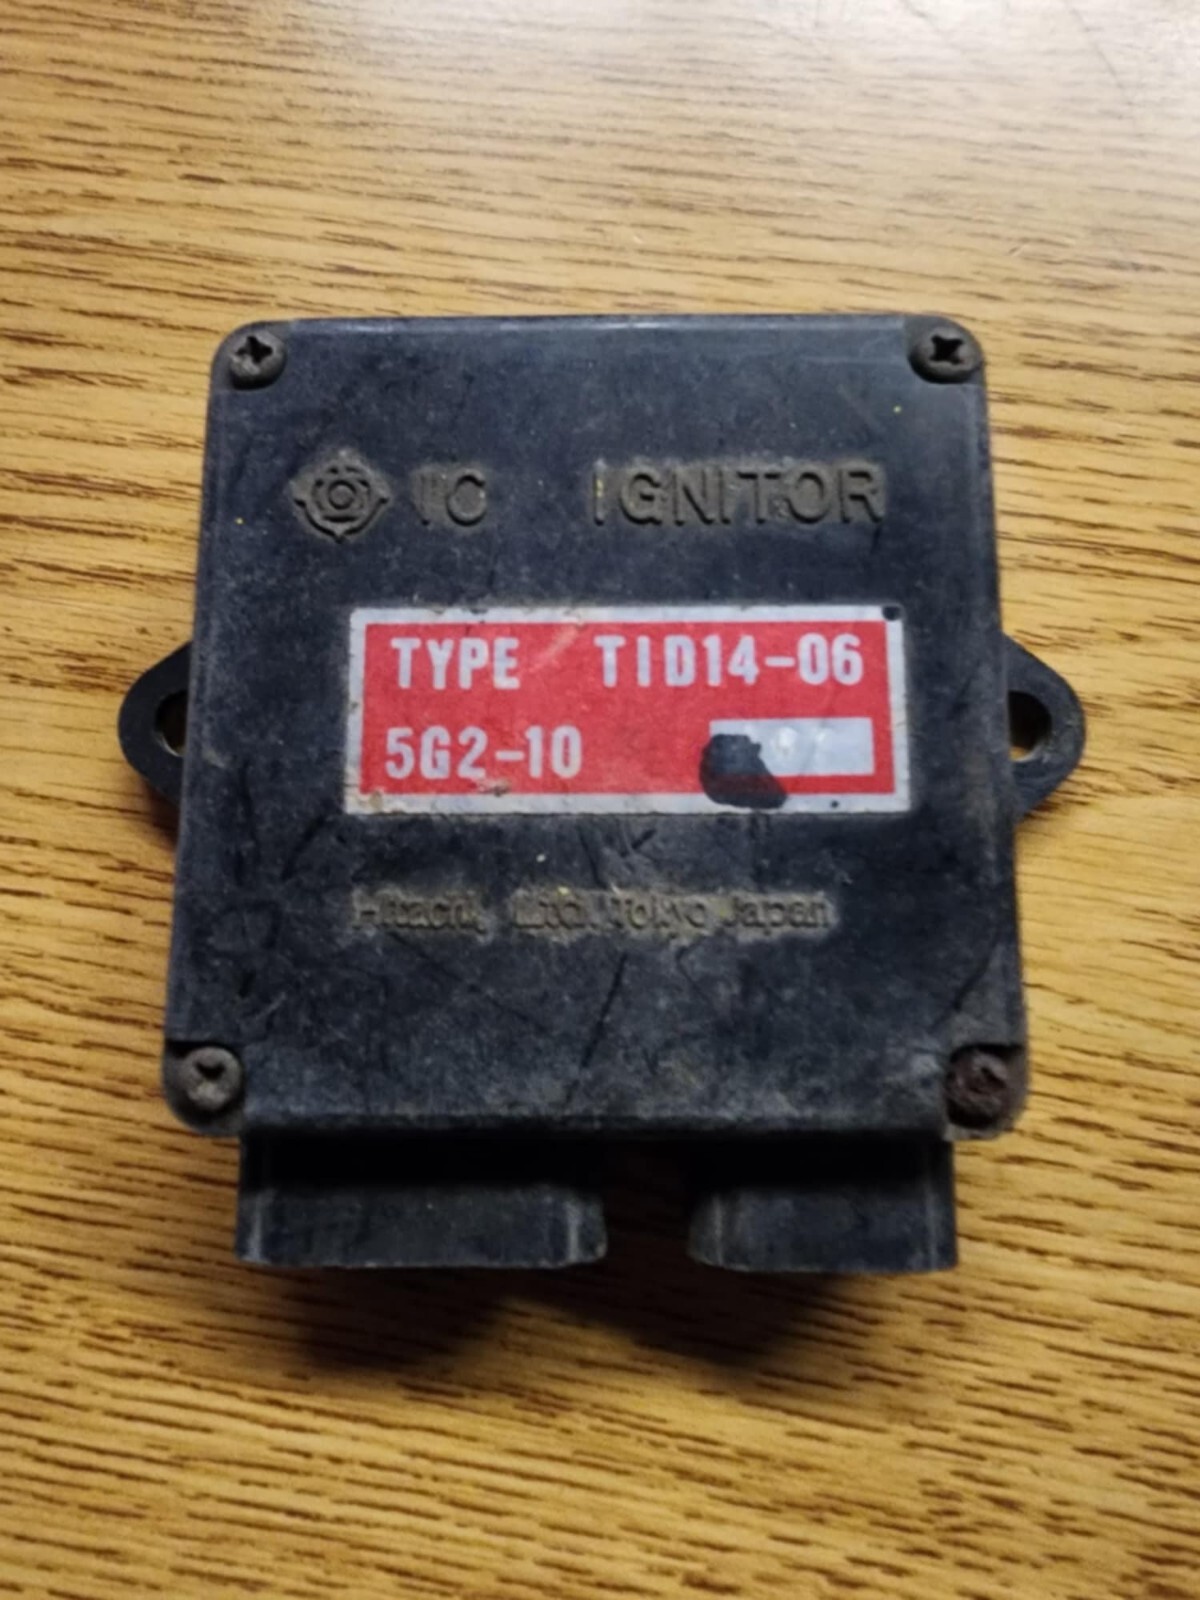 IC IGNITOR
TYPE TID14-06
5G2-10
Hitachi, Ltd. Tokyo Japan